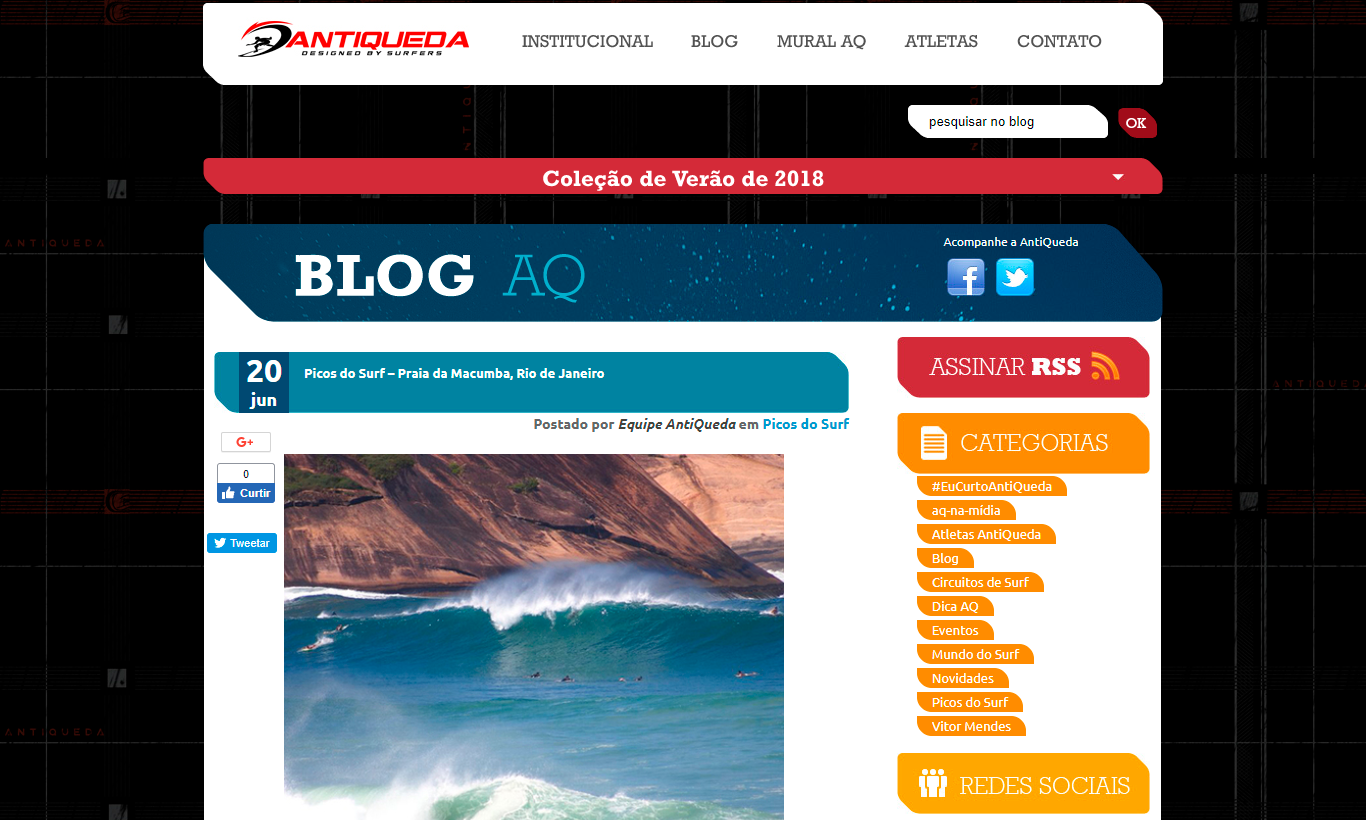 ANTIQUEDA
DESIGNED BY SURFERS
INSTITUCIONAL
BLOG
MURAL AQ
ATLETAS
CONTATO
pesquisar no blog
OK
Coleção de Verão de 2018
BLOG AQ
Acompanhe a AntiQueda
20
jun
Picos do Surf – Praia da Macumba, Rio de Janeiro
Postado por Equipe AntiQueda em Picos do Surf
G+
0
Curtir
Tweetar
ASSINAR RSS
CATEGORIAS
#EuCurtoAntiQueda
aq-na-mídia
Atletas AntiQueda
Blog
Circuitos de Surf
Dica AQ
Eventos
Mundo do Surf
Novidades
Picos do Surf
Vitor Mendes
REDES SOCIAIS
ANTIQUEDA
ANTIQUEDA
ANTIQUEDA